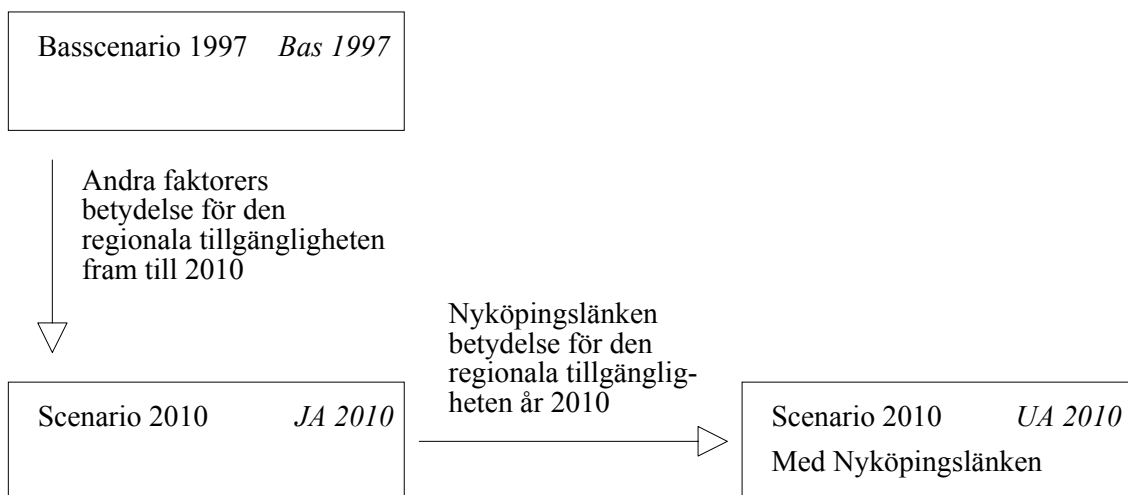 Basscenario 1997 Bas 1997
Andra faktorers
betydelse för den
regionala tillgängligheten
fram till 2010
Nyköpingslänken
betydelse för den
regionala tillgänglig-
heten år 2010
Scenario 2010 JA 2010
Scenario 2010 UA 2010
Med Nyköpingslänken